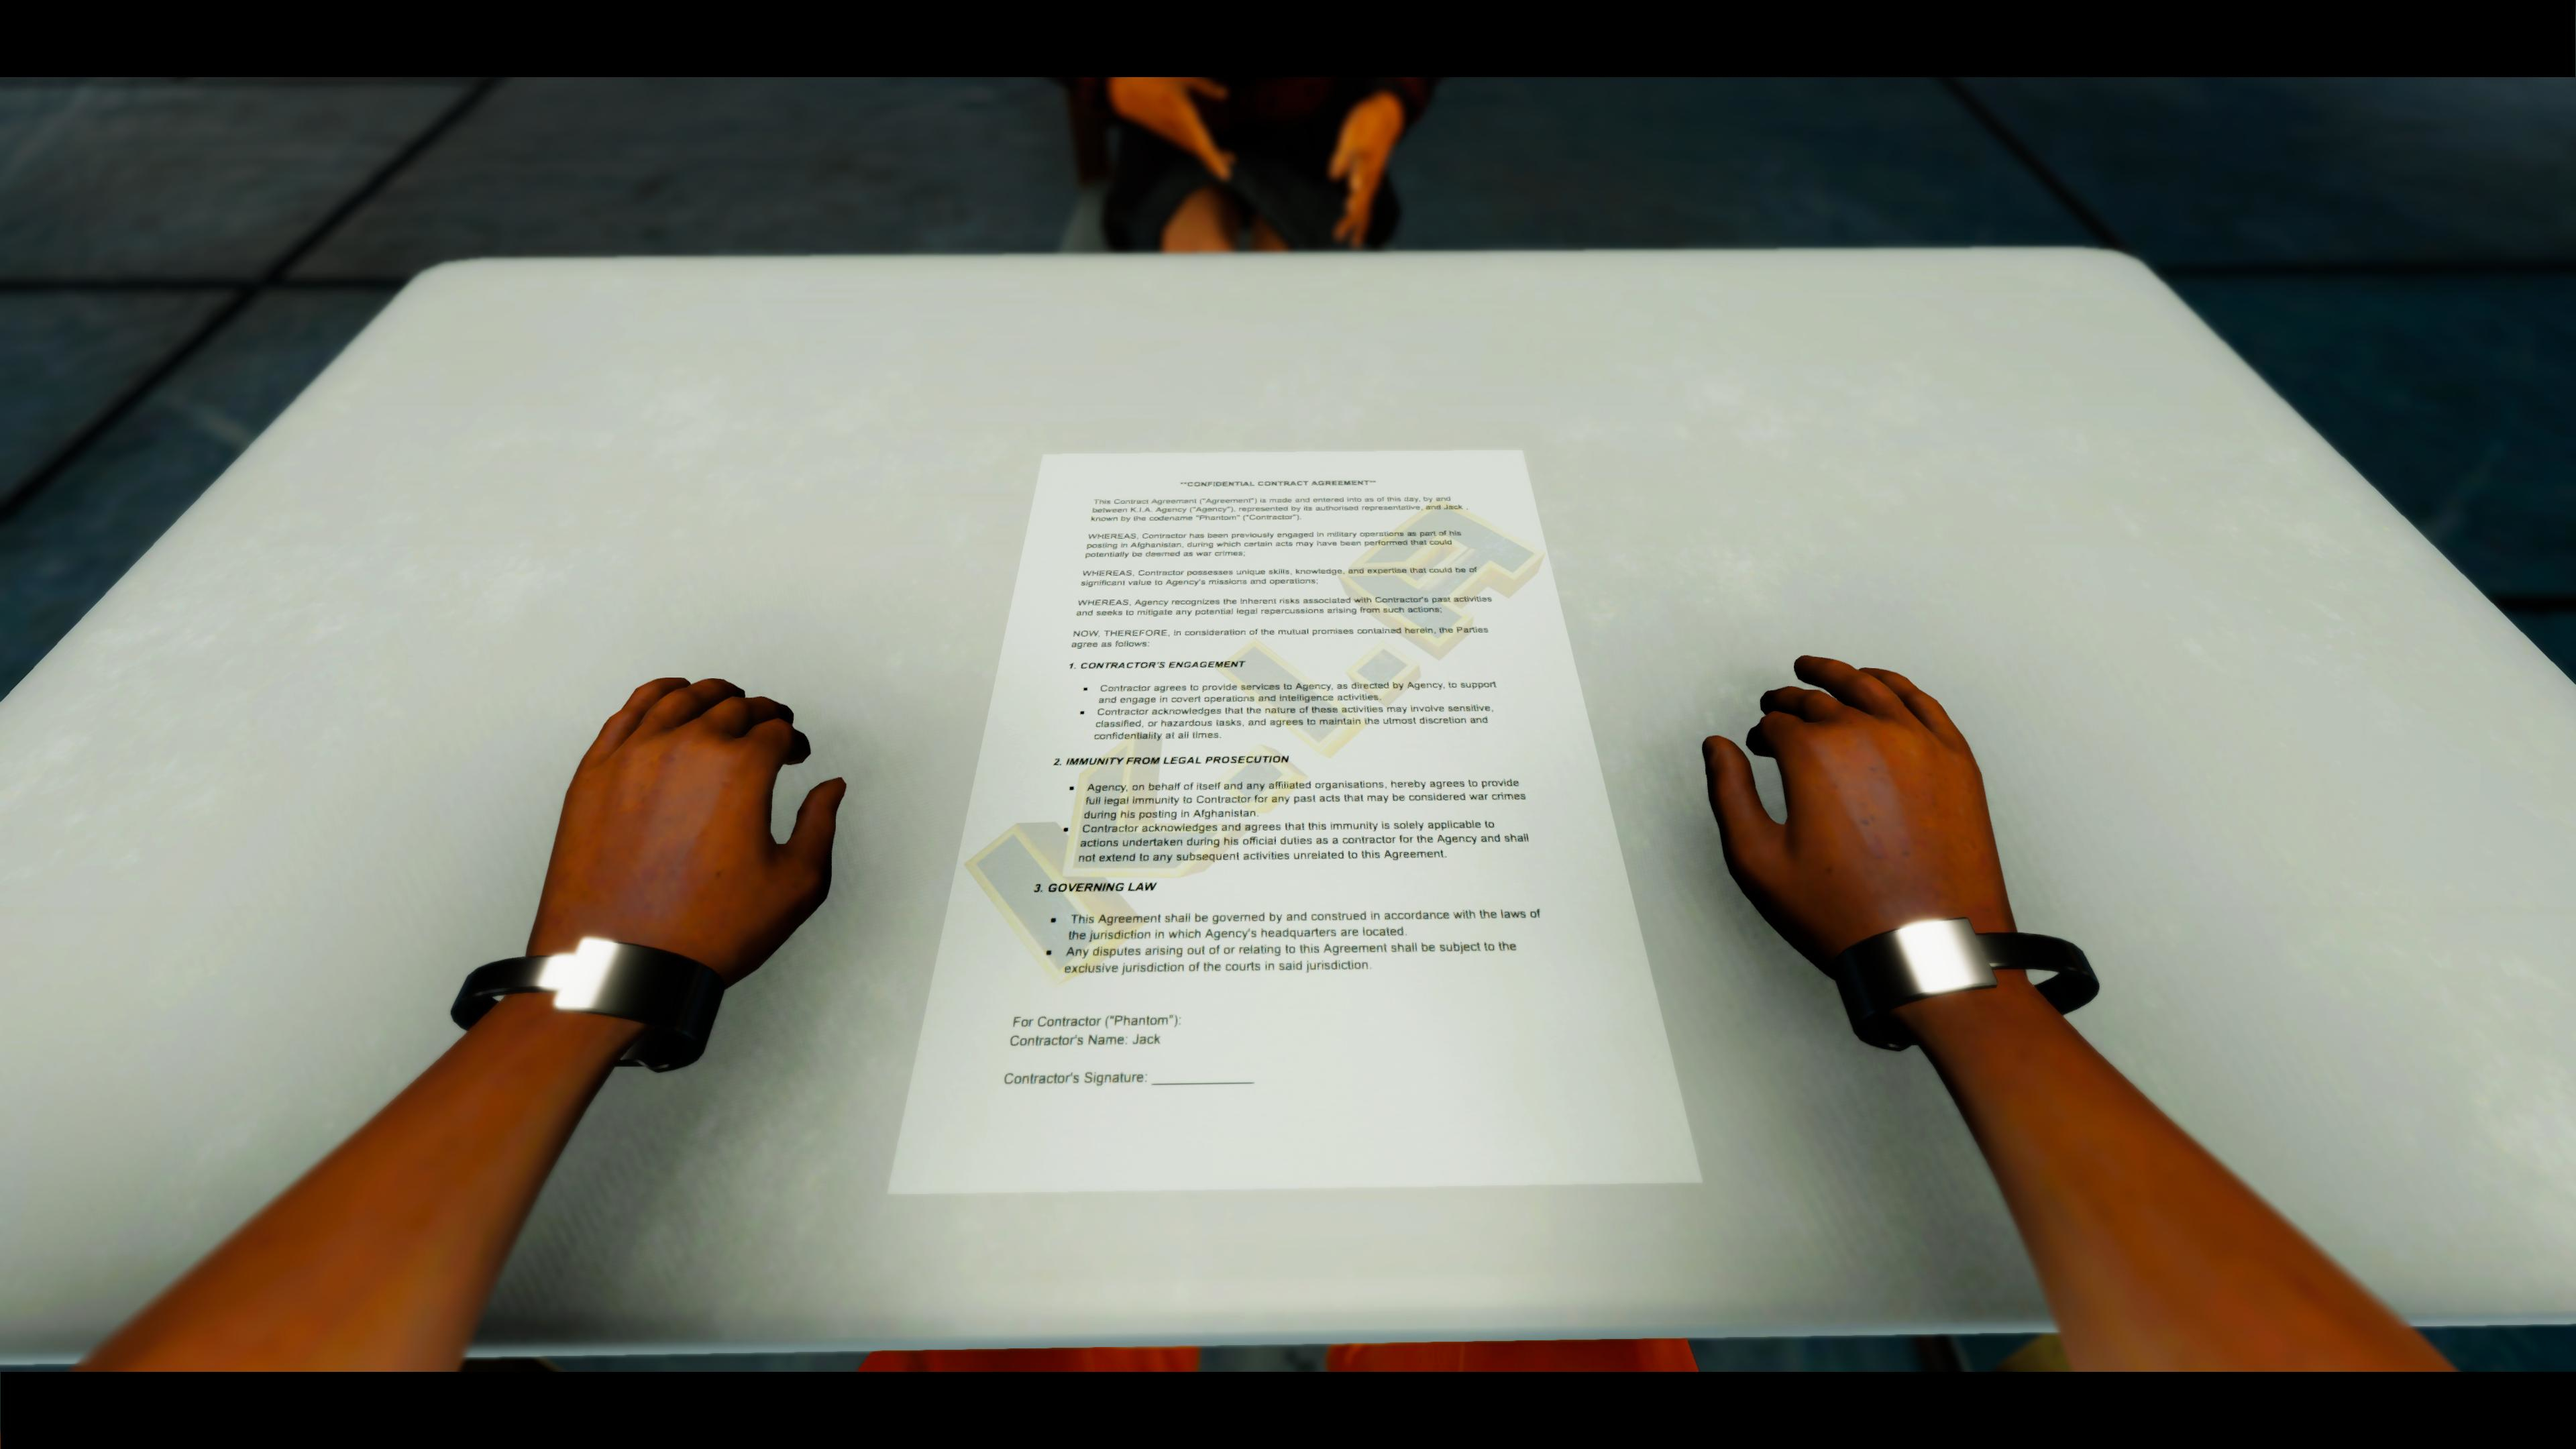 **CONFIDENTIAL CONTRACT AGREEMENT**
This Contract Agreement ("Agreement") is made and entered into as of this day, by and
between K.I.A. Agency ("Agency"), represented by its authorised representative, and Jack ,
known by the codename "Phantom" ("Contractor").
WHEREAS, Contractor has been previously engaged in military operations as part of his
posting in Afghanistan, during which certain acts may have been performed that could
potentially be deemed as war crimes;
WHEREAS, Contractor possesses unique skills, knowledge, and expertise that could be of
significant value to Agency's missions and operations;
WHEREAS, Agency recognizes the inherent risks associated with Contractor's past activities
and seeks to mitigate any potential legal repercussions arising from such actions;
NOW, THEREFORE, in consideration of the mutual promises contained herein, the Parties
agree as follows:
1. CONTRACTOR'S ENGAGEMENT
▪ Contractor agrees to provide services to Agency, as directed by Agency, to support
and engage in covert operations and intelligence activities.
▪ Contractor acknowledges that the nature of these activities may involve sensitive,
classified, or hazardous tasks, and agrees to maintain the utmost discretion and
confidentiality at all times.
2. IMMUNITY FROM LEGAL PROSECUTION
▪ Agency, on behalf of itself and any affiliated organisations, hereby agrees to provide
full legal immunity to Contractor for any past acts that may be considered war crimes
during his posting in Afghanistan.
▪ Contractor acknowledges and agrees that this immunity is solely applicable to
actions undertaken during his official duties as a contractor for the Agency and shall
not extend to any subsequent activities unrelated to this Agreement.
3. GOVERNING LAW
▪ This Agreement shall be governed by and construed in accordance with the laws of
the jurisdiction in which Agency's headquarters are located.
▪ Any disputes arising out of or relating to this Agreement shall be subject to the
exclusive jurisdiction of the courts in said jurisdiction.
For Contractor ("Phantom"):
Contractor's Name: Jack
Contractor's Signature: ____________
K.I.A